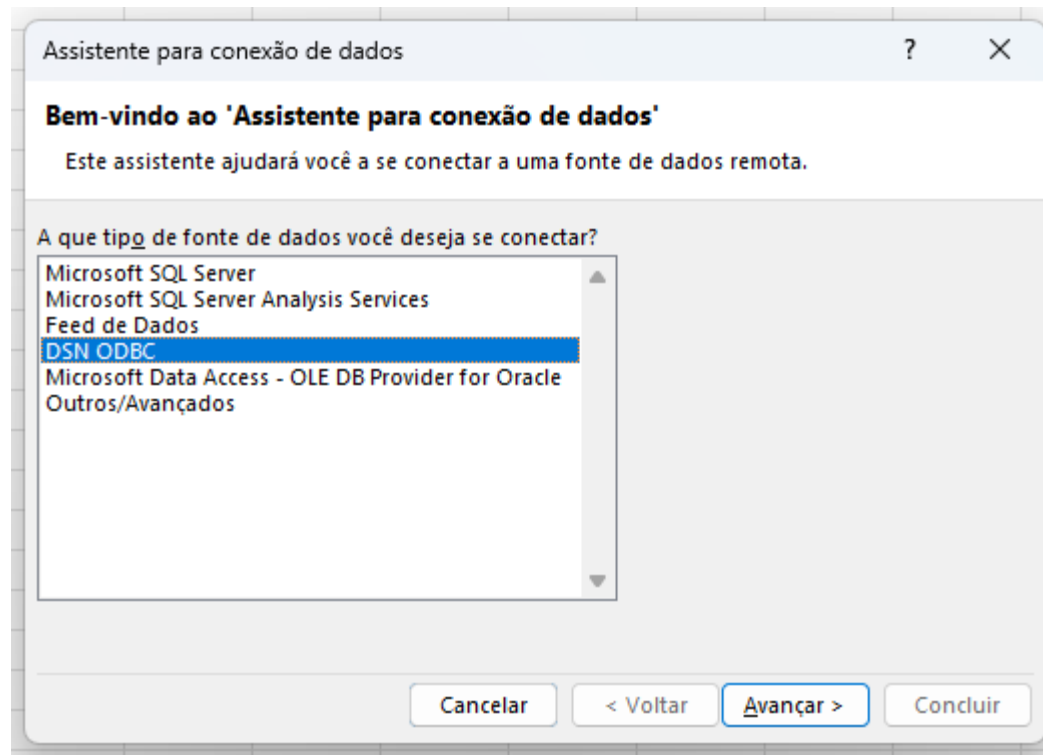 Assistente para conexão de dados
?
Bem-vindo ao 'Assistente para conexão de dados'
Este assistente ajudará você a se conectar a uma fonte de dados remota.
A que tipo de fonte de dados você deseja se conectar?
Microsoft SQL Server
Microsoft SQL Server Analysis Services
Feed de Dados
DSN ODBC
Microsoft Data Access - OLE DB Provider for Oracle
Outros/Avançados
Cancelar
< Voltar
Avançar >
Concluir